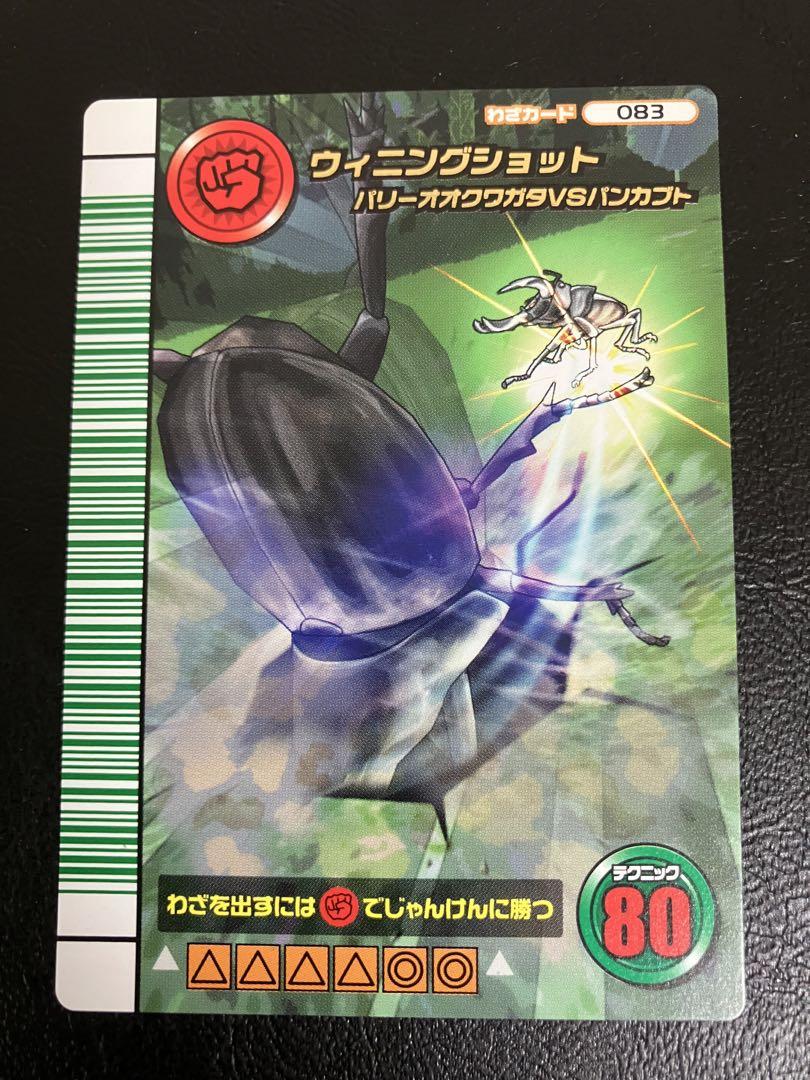 わざカード 083
ウィニングショット
パリーオオクワガタVSパンカブト
わざを出すには でじゃんけんに勝つ
テクニック
80
△△△△◎◎